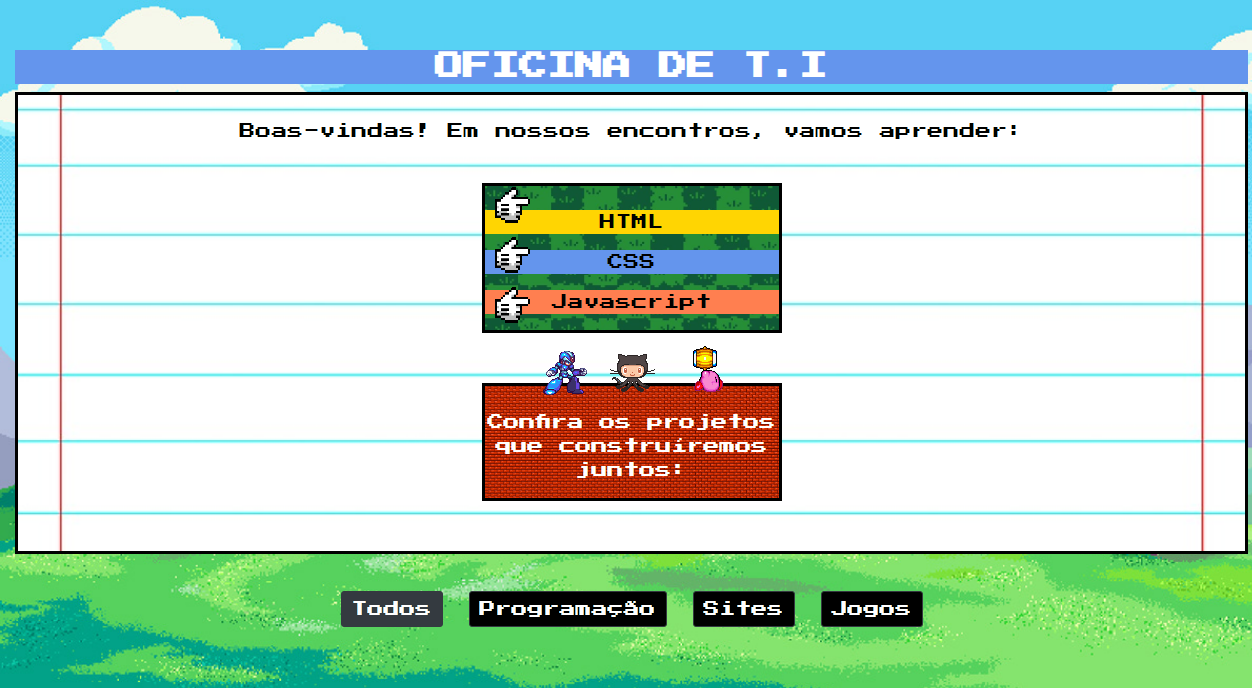 OFICINA DE T.I
Boas-vindas! Em nossos encontros, vamos aprender:
HTML
CSS
Javascript
Confira os projetos
que construíremos
juntos:
Todos
Programação
Sites
Jogos